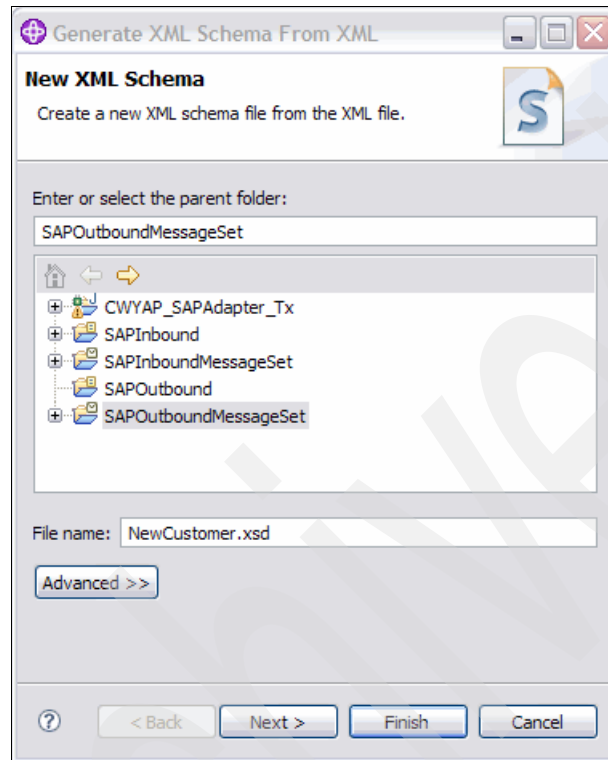 Generate XML Schema From XML
New XML Schema
Create a new XML schema file from the XML file.
S
Enter or select the parent folder:
SAPOutboundMessageSet
CWYAP_SAPAdapter_Tx
SAPInbound
SAPInboundMessageSet
SAPOutbound
SAPOutboundMessageSet
File name: NewCustomer.xsd
Advanced >>
? < Back Next > Finish Cancel